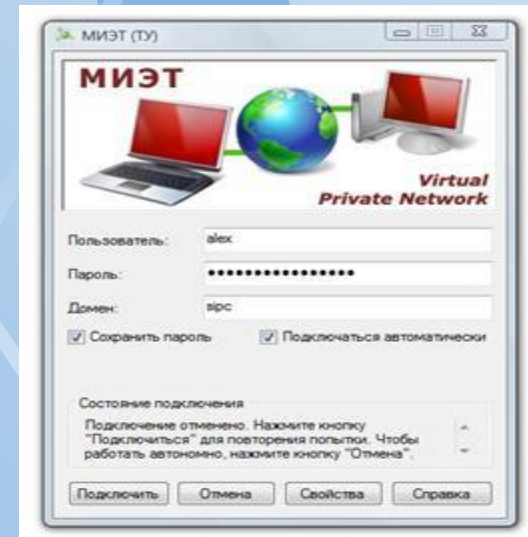 МИЭТ (ТУ)
МИЭТ
Virtual
Private Network
Пользователь: alex
Пароль: ••••••••••••••••
Домен: sipc
Сохранить пароль Подключаться автоматически
Состояние подключения
Подключение отменено. Нажмите кнопку
"Подключиться" для повторения попытки. Чтобы
работать автономно, нажмите кнопку "Отмена".
Подключить Отмена Свойства Справка